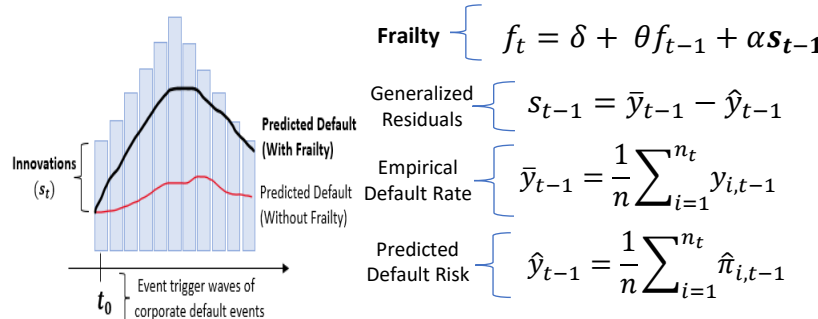 Innovations
(s_t)
Predicted Default
(With Frailty)
Predicted Default
(Without Frailty)
t_0
Event trigger waves of
corporate default events
Frailty
f_t = δ + θf_{t−1} + αs_{t−1}
Generalized
Residuals
s_{t−1} = ȳ_{t−1} − ŷ_{t−1}
Empirical
Default Rate
ȳ_{t−1} = \frac{1}{n} ∑_{i=1}^{n_t} y_{i,t−1}
Predicted
Default Risk
ŷ_{t−1} = \frac{1}{n} ∑_{i=1}^{n_t} π̂_{i,t−1}